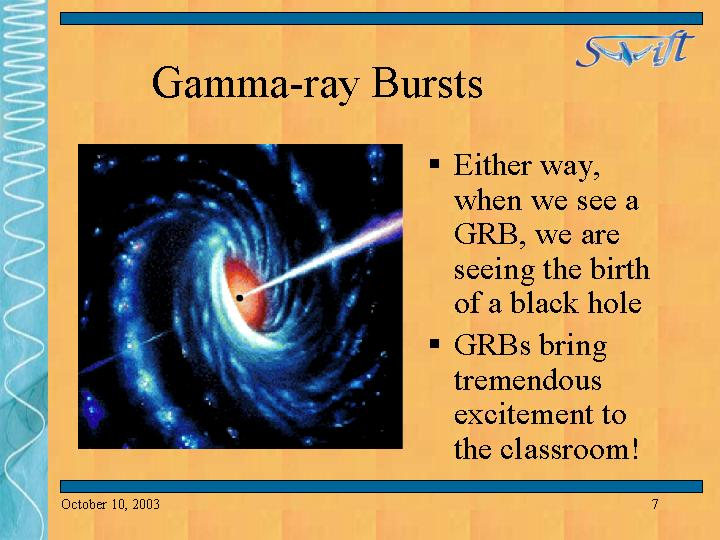 Swift
Gamma-ray Bursts
▪ Either way,
when we see a
GRB, we are
seeing the birth
of a black hole
▪ GRBs bring
tremendous
excitement to
the classroom!
October 10, 2003
7